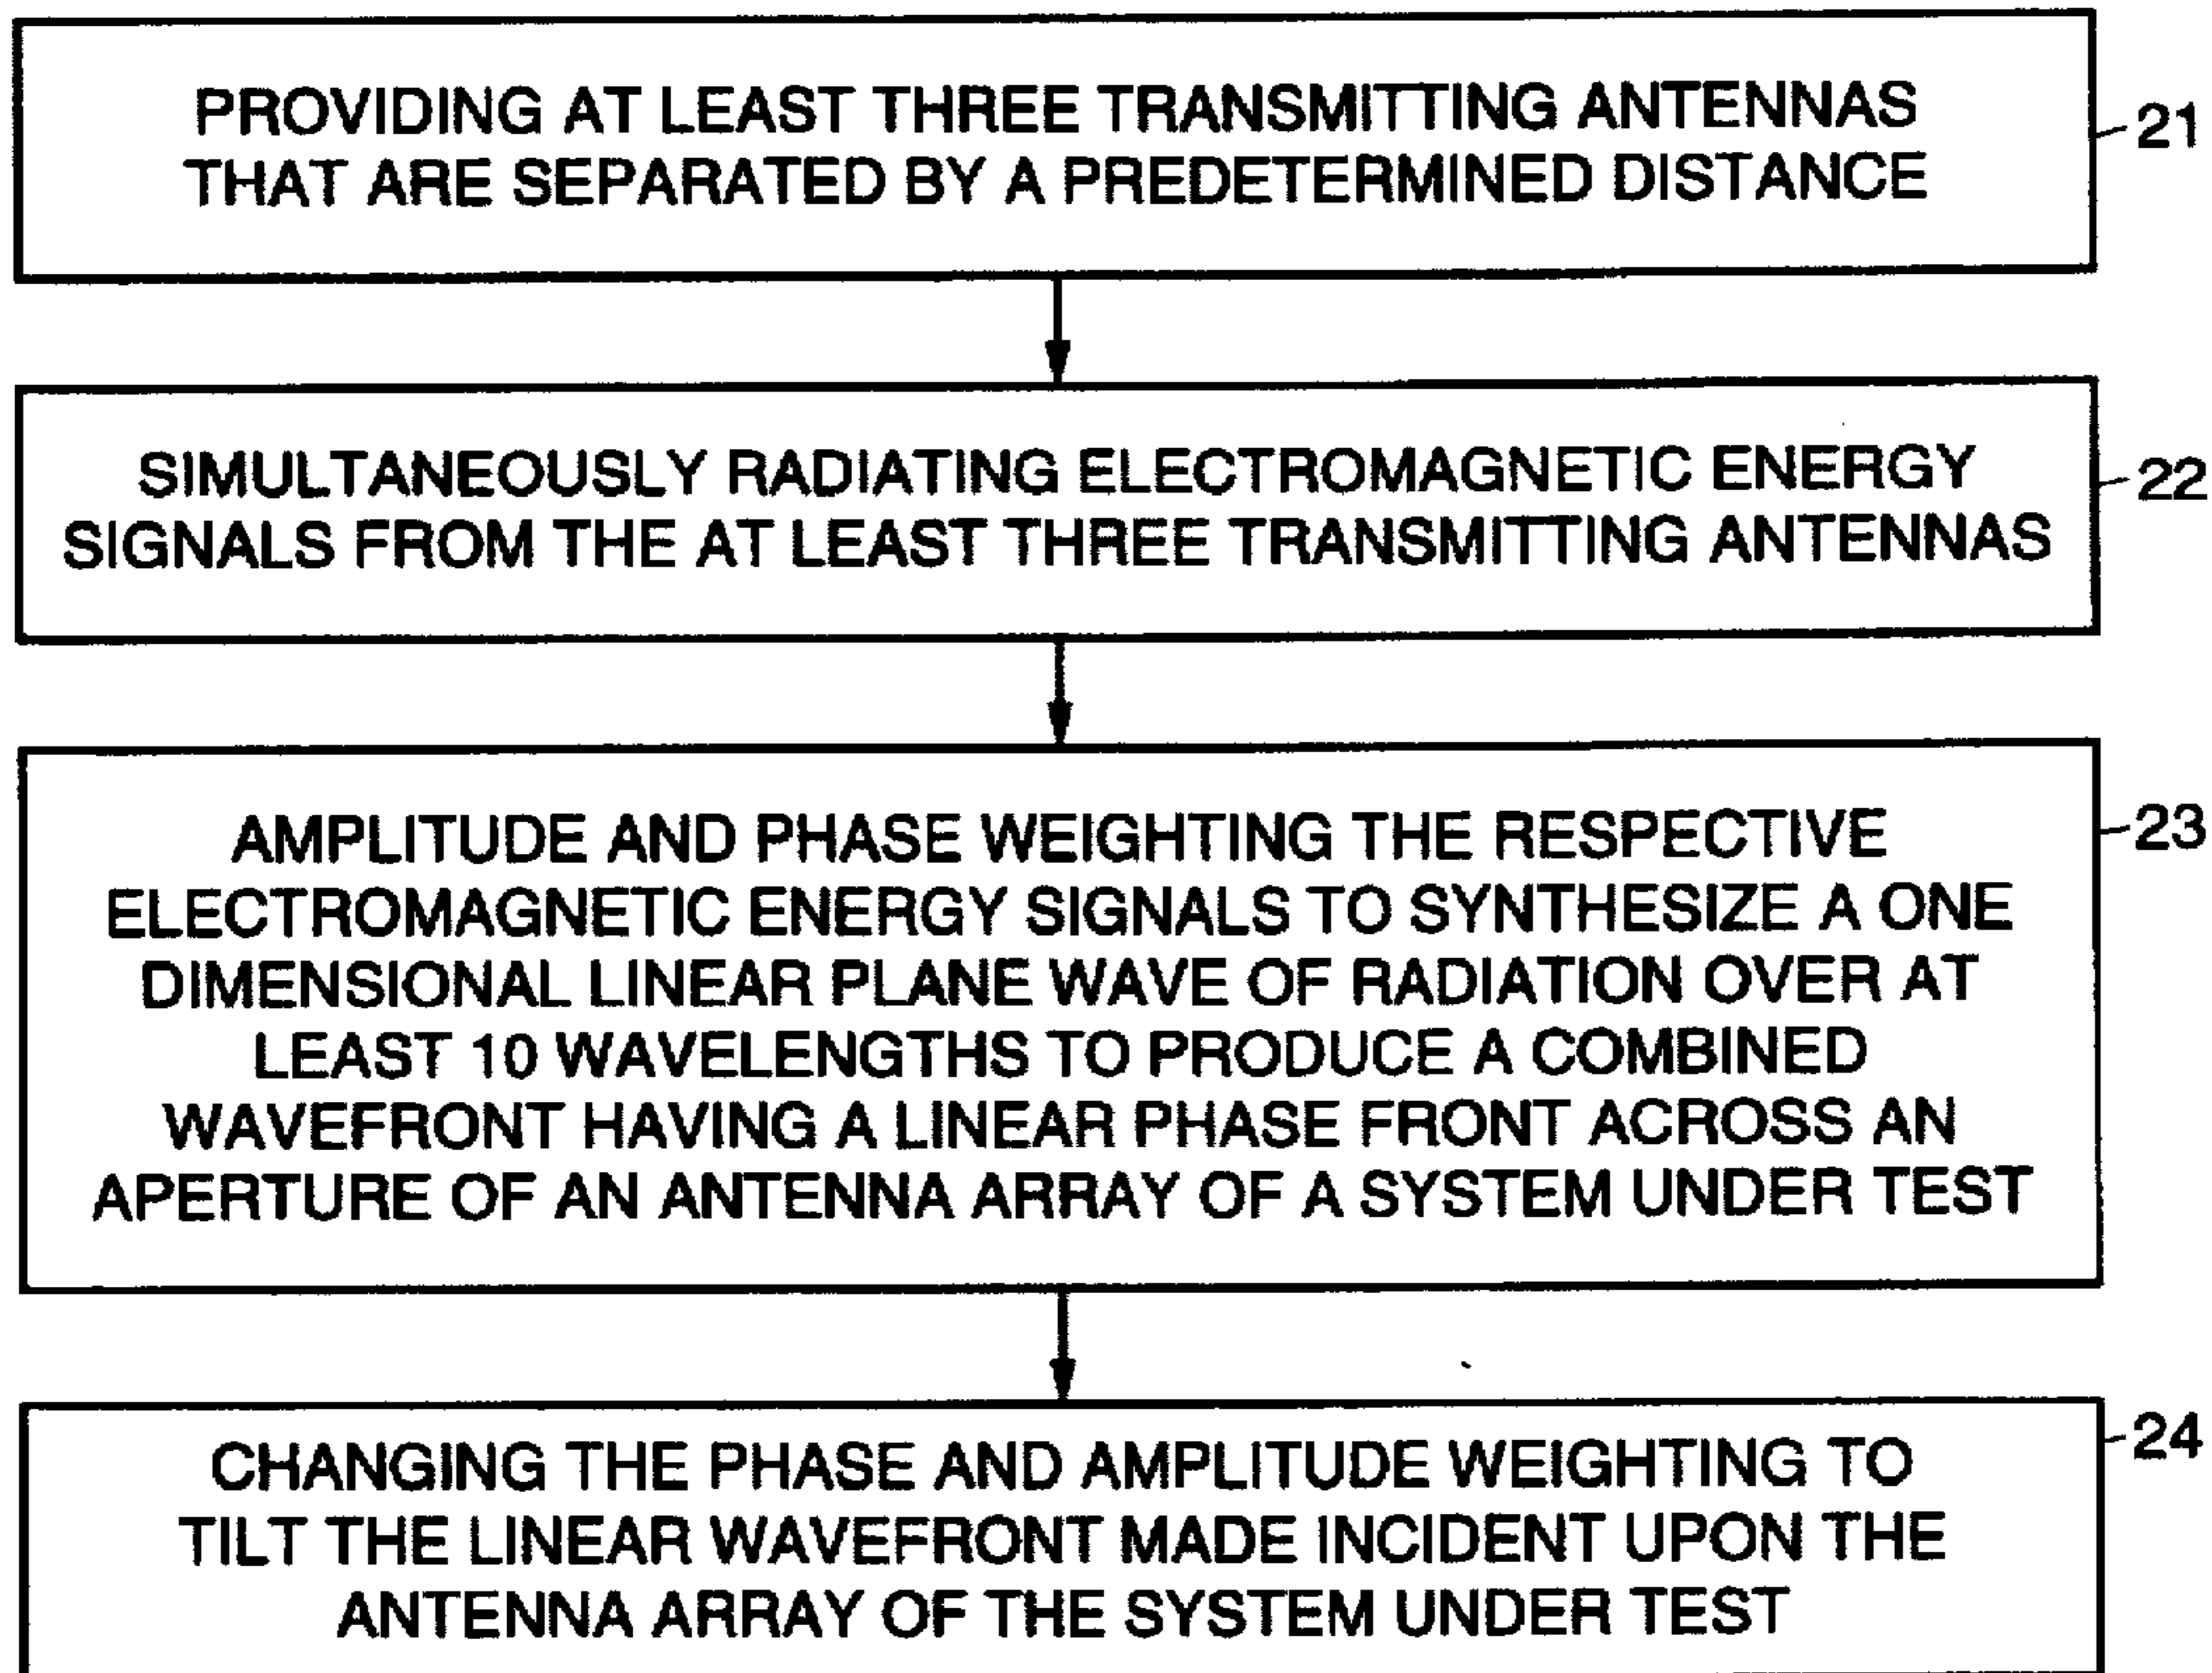 PROVIDING AT LEAST THREE TRANSMITTING ANTENNAS
THAT ARE SEPARATED BY A PREDETERMINED DISTANCE
21
SIMULTANEOUSLY RADIATING ELECTROMAGNETIC ENERGY
SIGNALS FROM THE AT LEAST THREE TRANSMITTING ANTENNAS
22
AMPLITUDE AND PHASE WEIGHTING THE RESPECTIVE
ELECTROMAGNETIC ENERGY SIGNALS TO SYNTHESIZE A ONE
DIMENSIONAL LINEAR PLANE WAVE OF RADIATION OVER AT
LEAST 10 WAVELENGTHS TO PRODUCE A COMBINED
WAVEFRONT HAVING A LINEAR PHASE FRONT ACROSS AN
APERTURE OF AN ANTENNA ARRAY OF A SYSTEM UNDER TEST
23
CHANGING THE PHASE AND AMPLITUDE WEIGHTING TO
TILT THE LINEAR WAVEFRONT MADE INCIDENT UPON THE
ANTENNA ARRAY OF THE SYSTEM UNDER TEST
24